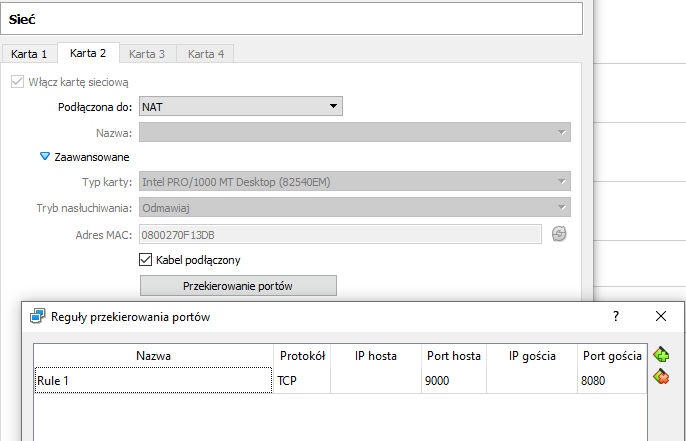 Sieć
Karta 1 Karta 2 Karta 3 Karta 4
Włącz kartę sieciową
Podłączona do: NAT
Nazwa:
Zaawansowane
Typ karty: Intel PRO/1000 MT Desktop (82540EM)
Tryb nasłuchiwania: Odmawiaj
Adres MAC: 0800270F13DB
Kabel podłączony
Przekierowanie portów
Reguły przekierowania portów ?
Nazwa Protokół IP hosta Port hosta IP gościa Port gościa
Rule 1 TCP 9000 8080